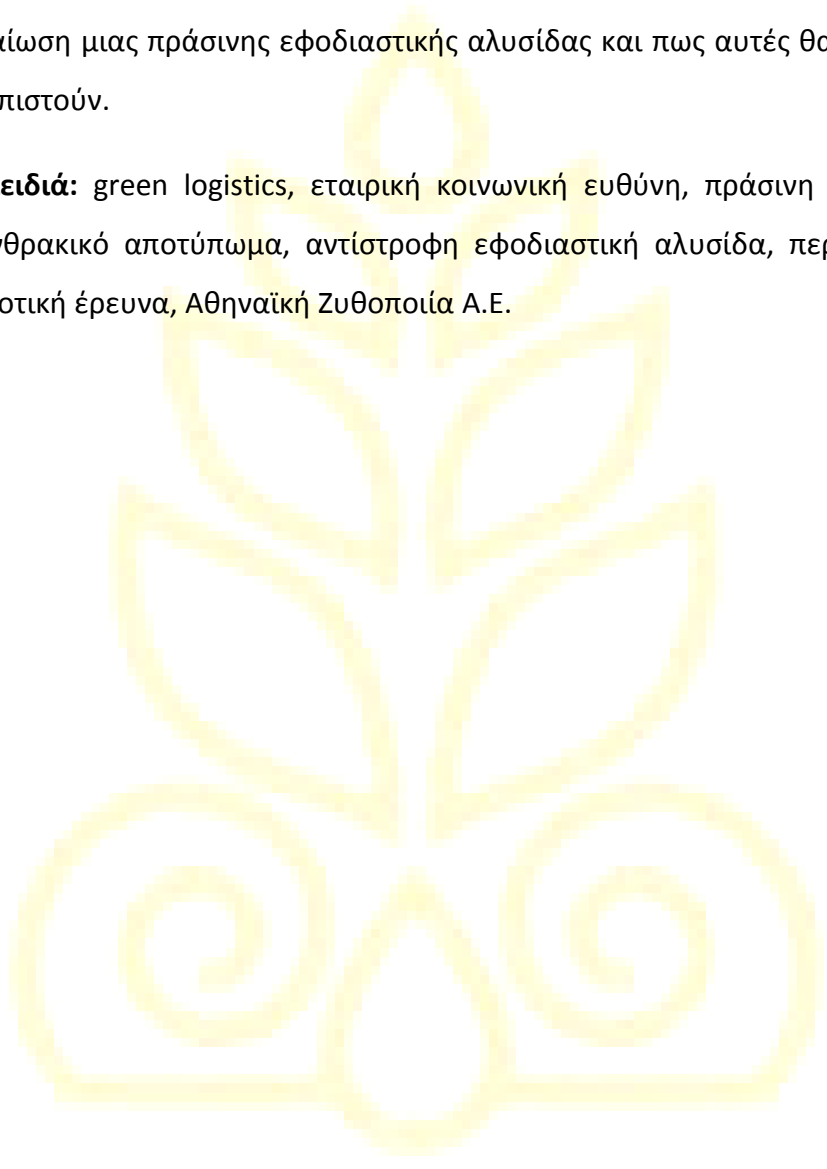 αίωση μιας πράσινης εφοδιαστικής αλυσίδας και πως αυτές θα
πιστούν.
ειδιά: green logistics, εταιρική κοινωνική ευθύνη, πράσινη
νθρακικό αποτύπωμα, αντίστροφη εφοδιαστική αλυσίδα, περ
οτική έρευνα, Αθηναϊκή Ζυθοποιία Α.Ε.